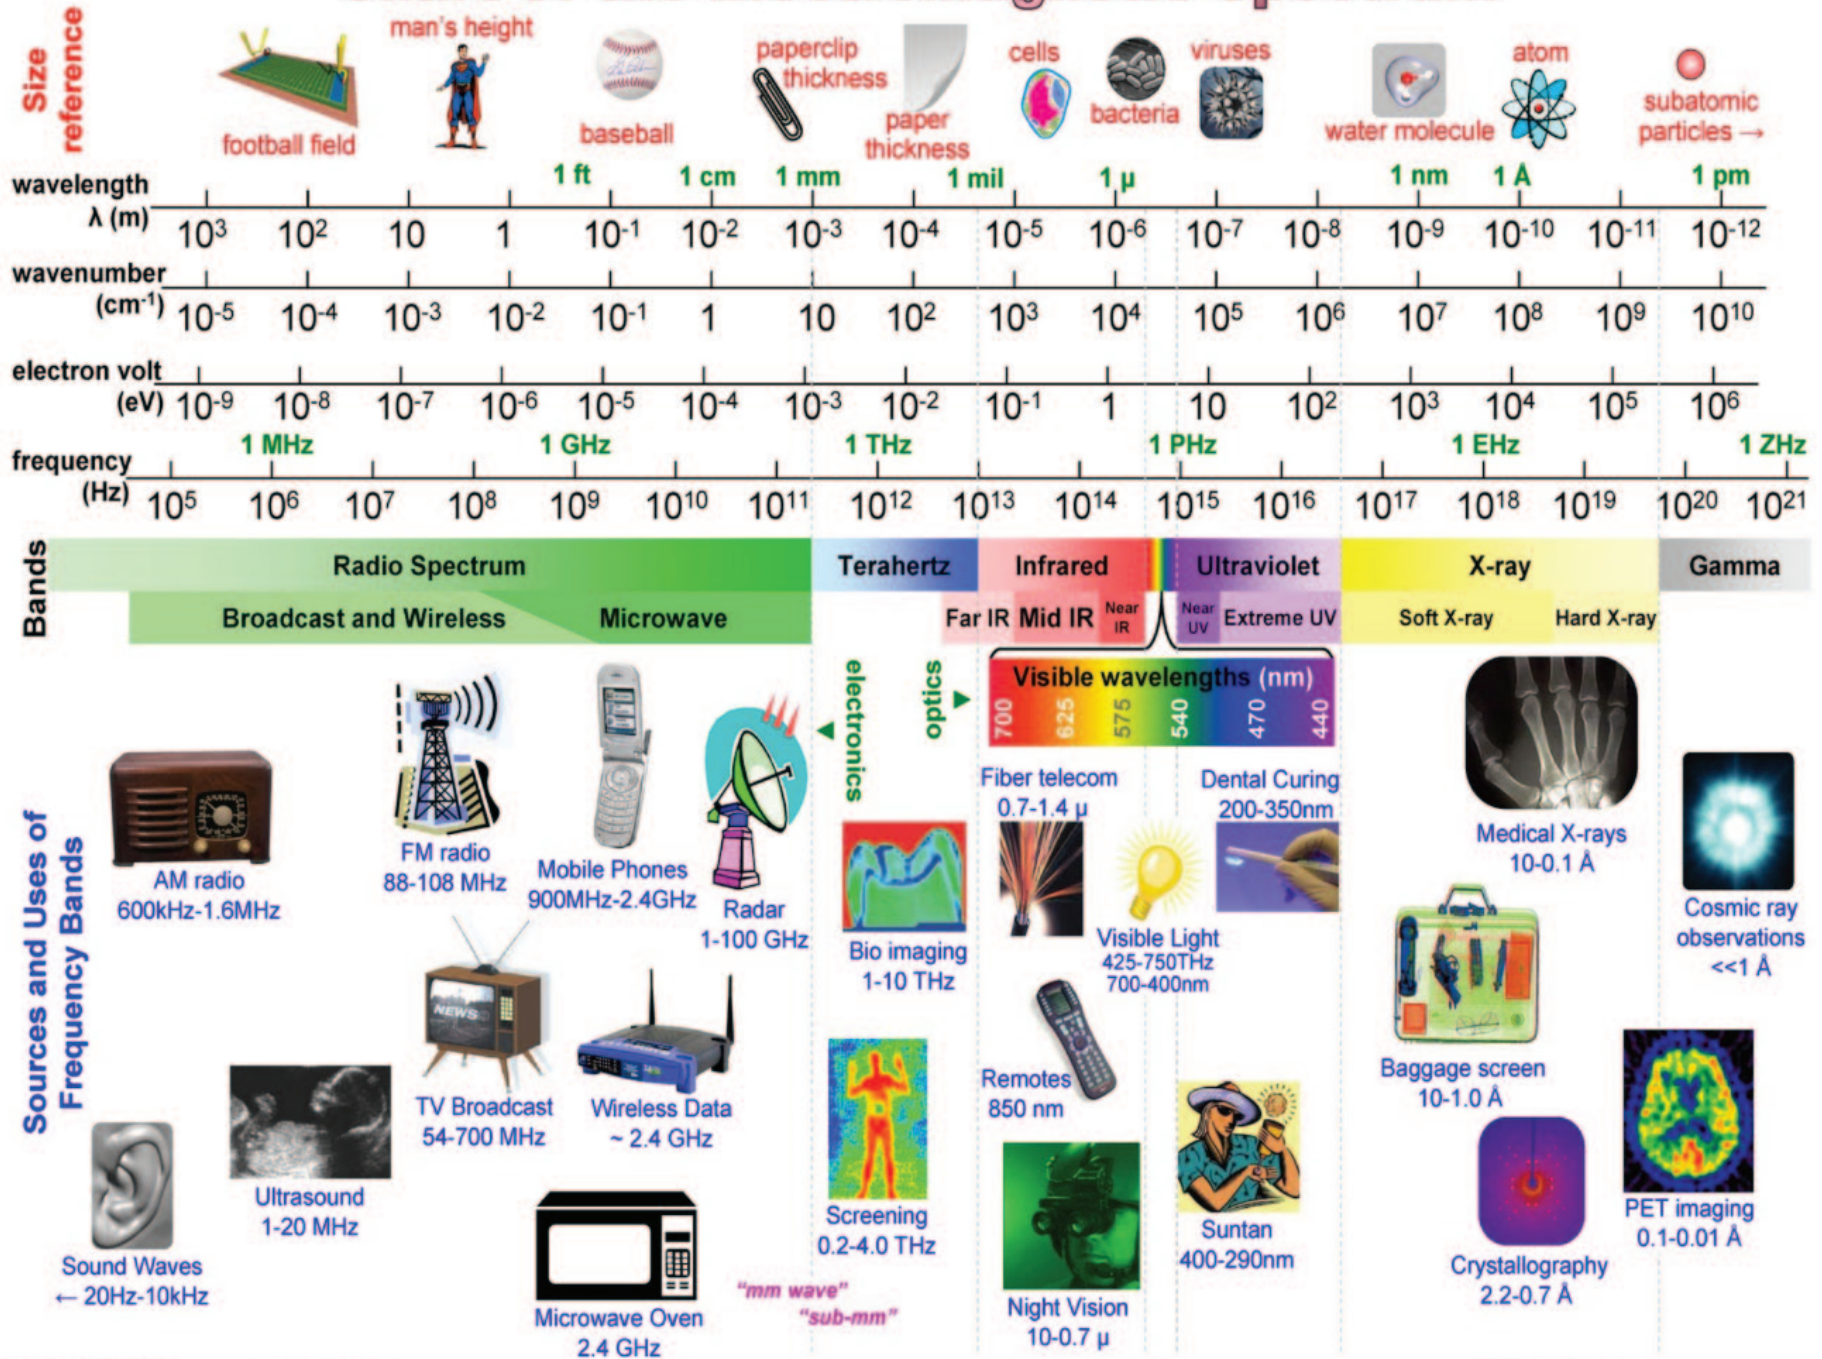 Size
reference
football field
man's height
baseball
paperclip
thickness
paper
thickness
cells
bacteria
viruses
water molecule
atom
subatomic
particles →
1 ft 1 cm 1 mm 1 mil 1 µ 1 nm 1 Å 1 pm
wavelength
λ (m)
10³ 10² 10 1 10⁻¹ 10⁻² 10⁻³ 10⁻⁴ 10⁻⁵ 10⁻⁶ 10⁻⁷ 10⁻⁸ 10⁻⁹ 10⁻¹⁰ 10⁻¹¹ 10⁻¹²
wavenumber
(cm⁻¹)
10⁻⁵ 10⁻⁴ 10⁻³ 10⁻² 10⁻¹ 1 10 10² 10³ 10⁴ 10⁵ 10⁶ 10⁷ 10⁸ 10⁹ 10¹⁰
electron volt
(eV)
10⁻⁹ 10⁻⁸ 10⁻⁷ 10⁻⁶ 10⁻⁵ 10⁻⁴ 10⁻³ 10⁻² 10⁻¹ 1 10 10² 10³ 10⁴ 10⁵ 10⁶
1 MHz 1 GHz 1 THz 1 PHz 1 EHz 1 ZHz
frequency
(Hz)
10⁵ 10⁶ 10⁷ 10⁸ 10⁹ 10¹⁰ 10¹¹ 10¹² 10¹³ 10¹⁴ 10¹⁵ 10¹⁶ 10¹⁷ 10¹⁸ 10¹⁹ 10²⁰ 10²¹
Bands
Radio Spectrum Terahertz Infrared Ultraviolet X-ray Gamma
Broadcast and Wireless Microwave
Far IR Mid IR
Near
IR
Near
UV
Extreme UV
Soft X-ray Hard X-ray
electronics
optics
Visible wavelengths (nm)
700 625 575 540 470 440
Sources and Uses of
Frequency Bands
AM radio
600kHz-1.6MHz
FM radio
88-108 MHz
Mobile Phones
900MHz-2.4GHz
Radar
1-100 GHz
Bio imaging
1-10 THz
Fiber telecom
0.7-1.4 µ
Visible Light
425-750THz
700-400nm
Dental Curing
200-350nm
Medical X-rays
10-0.1 Å
Cosmic ray
observations
<<1 Å
NEWS
TV Broadcast
54-700 MHz
Wireless Data
~ 2.4 GHz
Screening
0.2-4.0 THz
Remotes
850 nm
Baggage screen
10-1.0 Å
Sound Waves
← 20Hz-10kHz
Ultrasound
1-20 MHz
Microwave Oven
2.4 GHz
"mm wave"
"sub-mm"
Night Vision
10-0.7 µ
Suntan
400-290nm
Crystallography
2.2-0.7 Å
PET imaging
0.1-0.01 Å